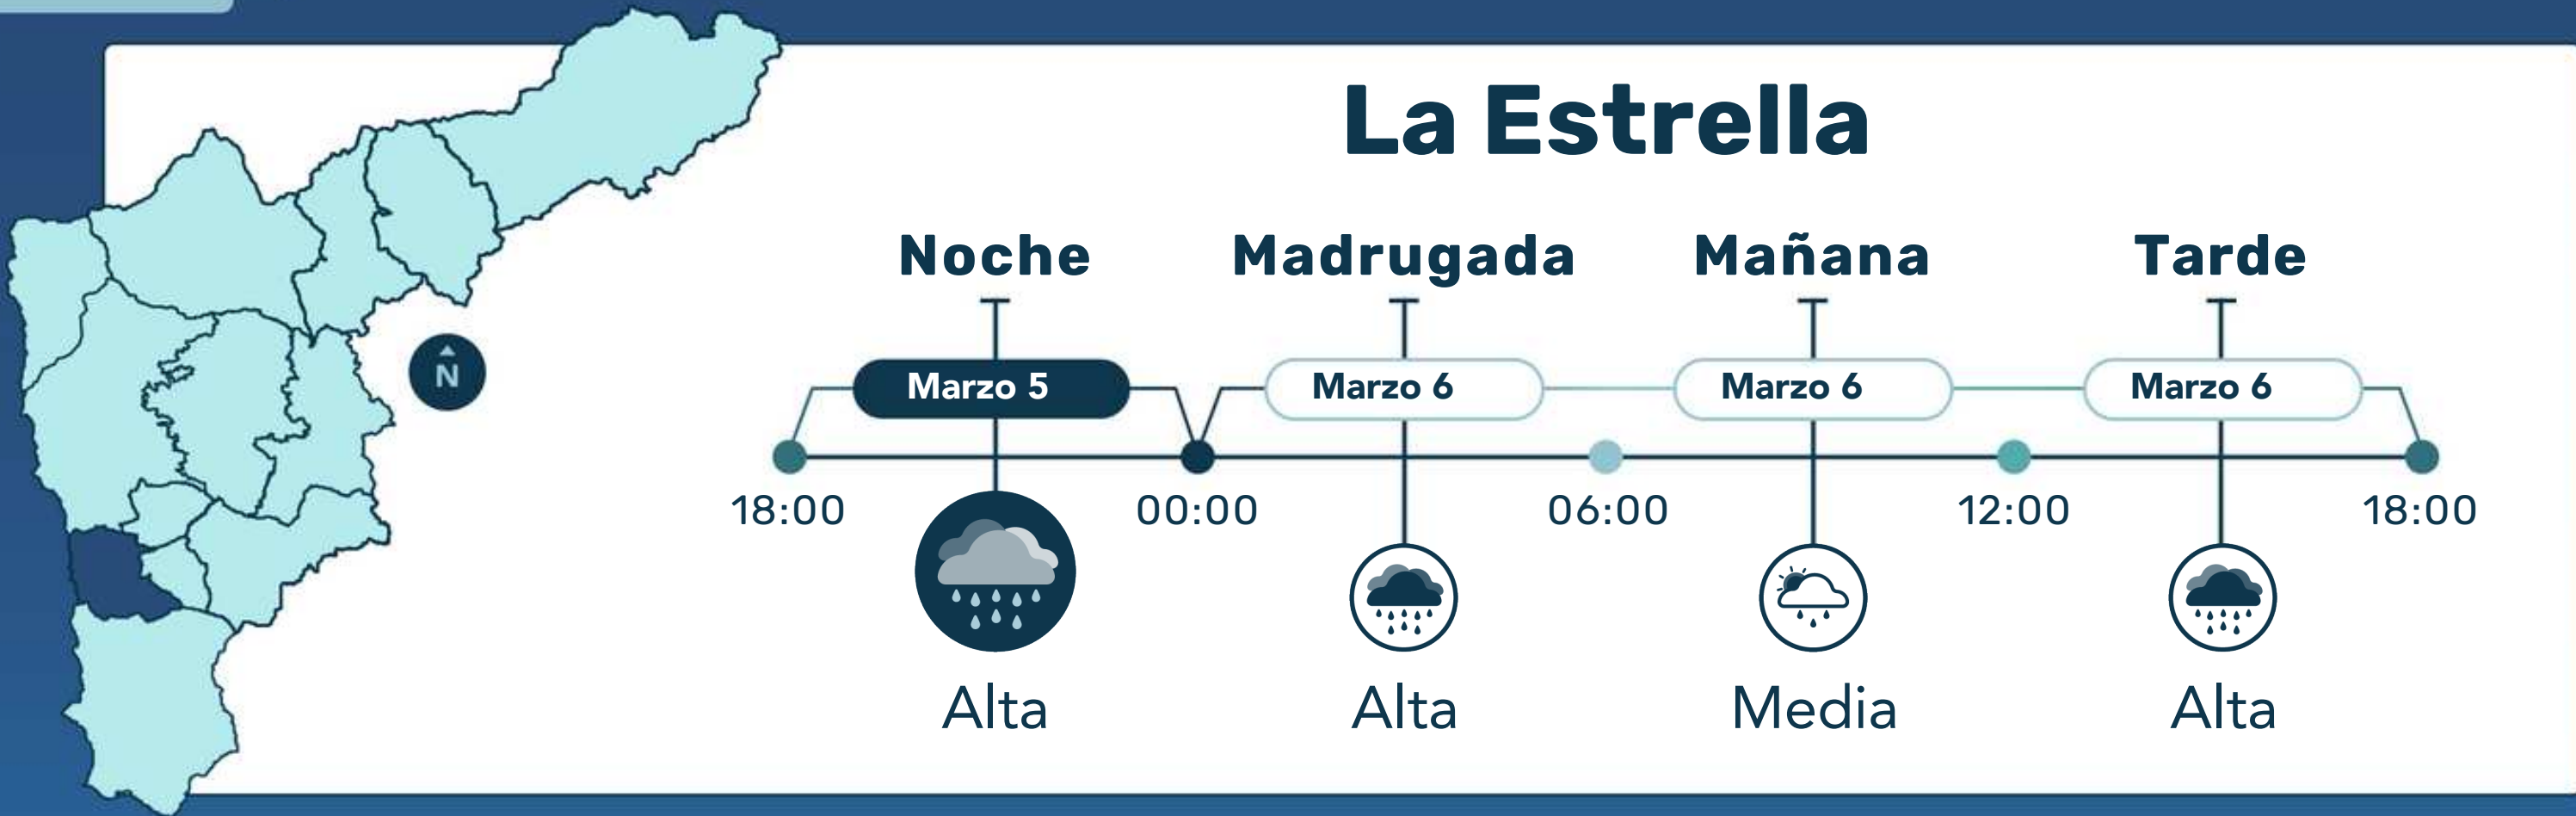 La Estrella
Noche Madrugada Mañana Tarde
N
Marzo 5 Marzo 6 Marzo 6 Marzo 6
18:00 00:00 06:00 12:00 18:00
Alta Alta Media Alta